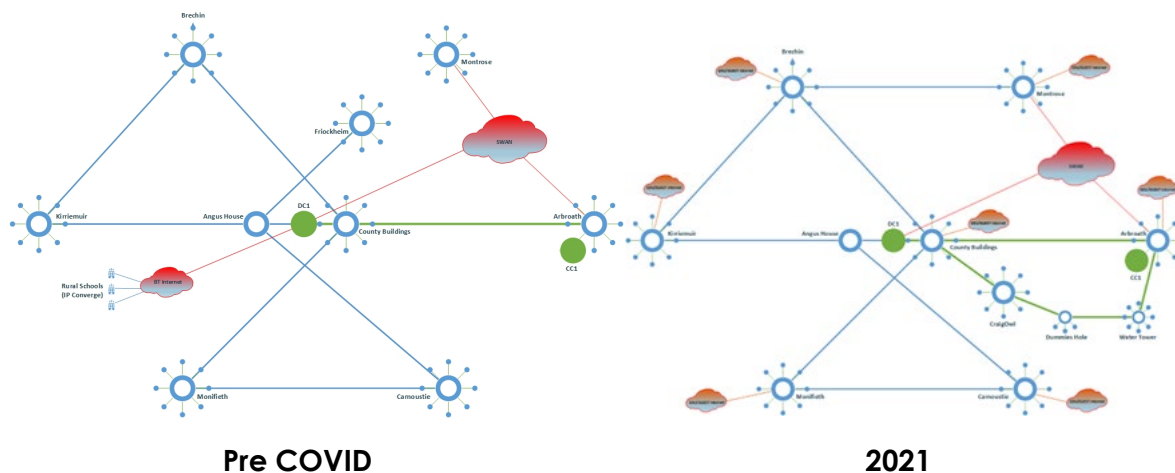 Brechin
Montrose
Friockheim
SWAN
Kirriemuir
Angus House
DC1
County Buildings
Arbroath
CC1
BT Internet
Rural Schools
(IP Converge)
Monifieth
Carnoustie
Pre COVID
Brechin
Montrose
SWAN
Kirriemuir
Angus House
DC1
County Buildings
Arbroath
CC1
CraigOwl
Dummies Hole
Water Tower
Monifieth
Carnoustie
2021